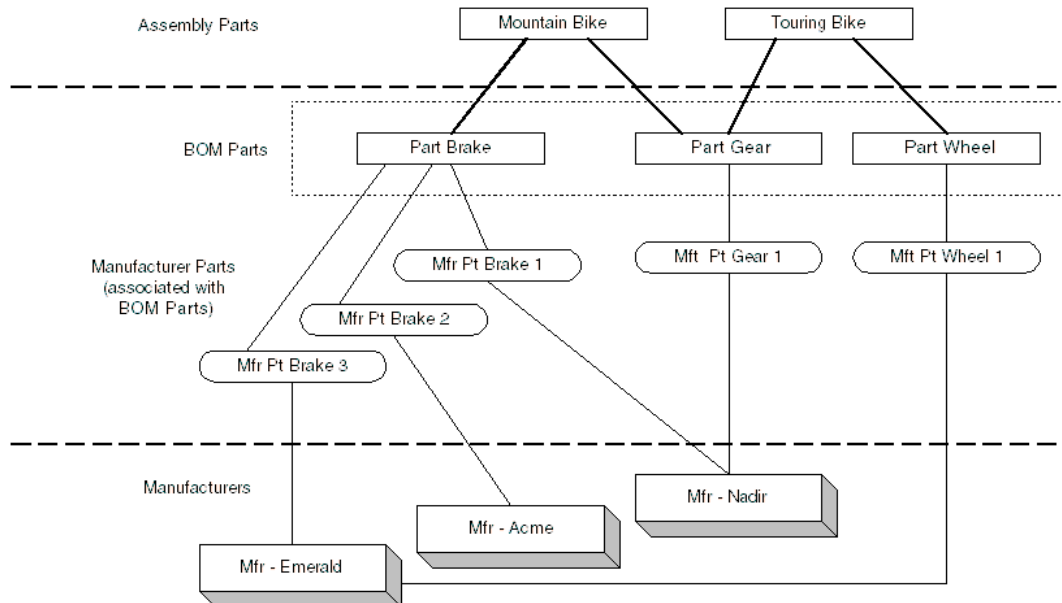 Assembly Parts
Mountain Bike
Touring Bike
BOM Parts
Part Brake
Part Gear
Part Wheel
Manufacturer Parts
(associated with
BOM Parts)
Mfr Pt Brake 1
Mft Pt Gear 1
Mft Pt Wheel 1
Mfr Pt Brake 2
Mfr Pt Brake 3
Manufacturers
Mfr - Nadir
Mfr - Acme
Mfr - Emerald